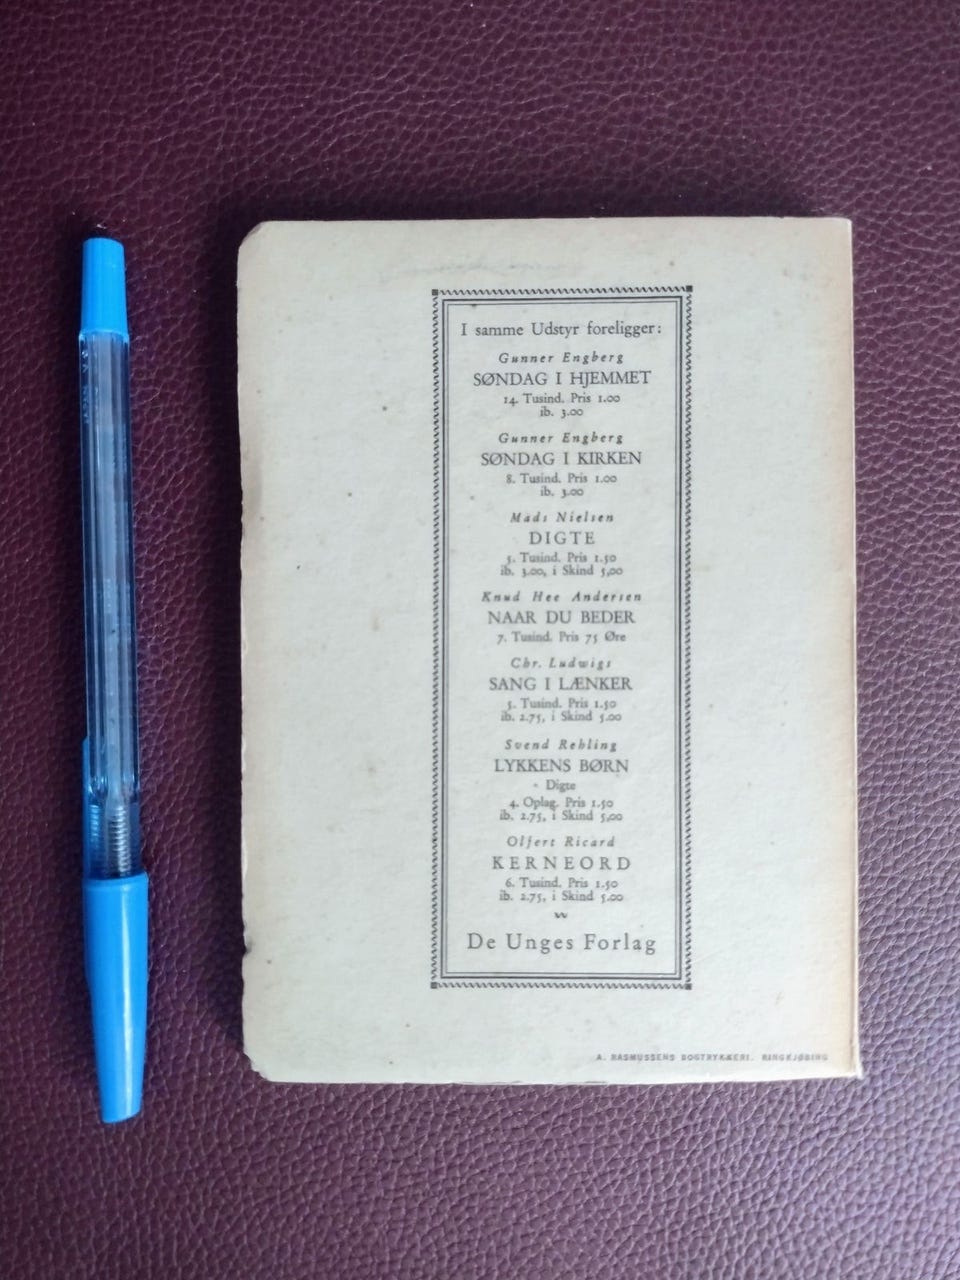 I samme Udstyr foreligger:
Gunner Engberg
SØNDAG I HJEMMET
14. Tusind. Pris 1.00
ib. 3.00
Gunner Engberg
SØNDAG I KIRKEN
8. Tusind. Pris 1.00
ib. 3.00
Mads Nielsen
DIGTE
5. Tusind. Pris 1.50
ib. 3.00, i Skind 5,00
Knud Hee Andersen
NAAR DU BEDER
7. Tusind. Pris 75 Øre
Chr. Ludwigs
SANG I LÆNKER
5. Tusind. Pris 1.50
ib. 2.75, i Skind 5.00
Svend Rehling
LYKKENS BØRN
Digte
4. Oplag. Pris 1.50
ib. 2.75, i Skind 5,00
Olfert Ricard
KERNEORD
6. Tusind. Pris 1.50
ib. 2.75, i Skind 5.00
De Unges Forlag
A. RASMUSSENS BOGTRYKKERI. RINGKJØBING